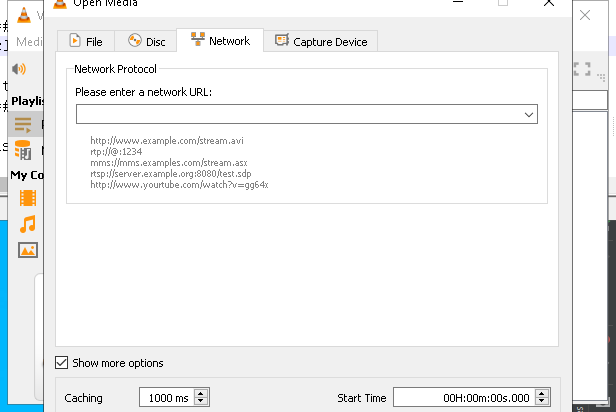 Open Media
Medi
File
Disc
Network
Capture Device
Network Protocol
Please enter a network URL:
http://www.example.com/stream.avi
rtp://@:1234
mms://mms.examples.com/stream.asx
rtsp://server.example.org:8080/test.sdp
http://www.yourtube.com/watch?v=gg64x
Playlis
My Co
Show more options
Caching
1000 ms
Start Time
00H:00m:00s.000